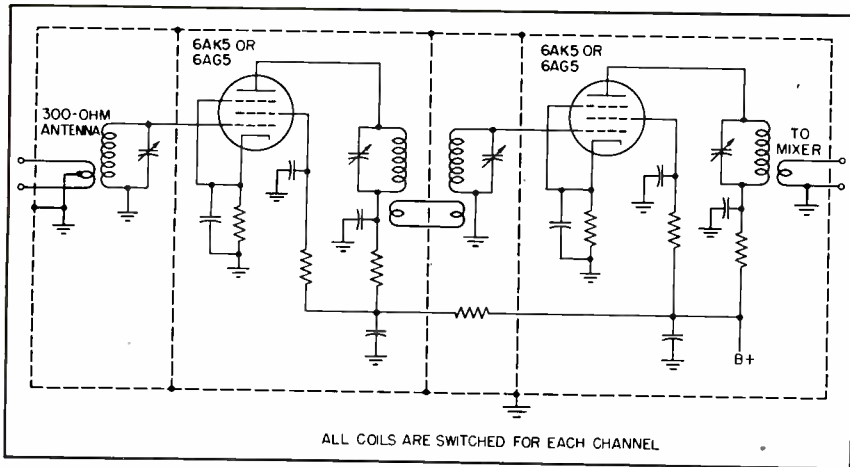 6AK5 OR
6AG5
6AK5 OR
6AG5
300-OHM
ANTENNA
TO
MIXER
B+
ALL COILS ARE SWITCHED FOR EACH CHANNEL